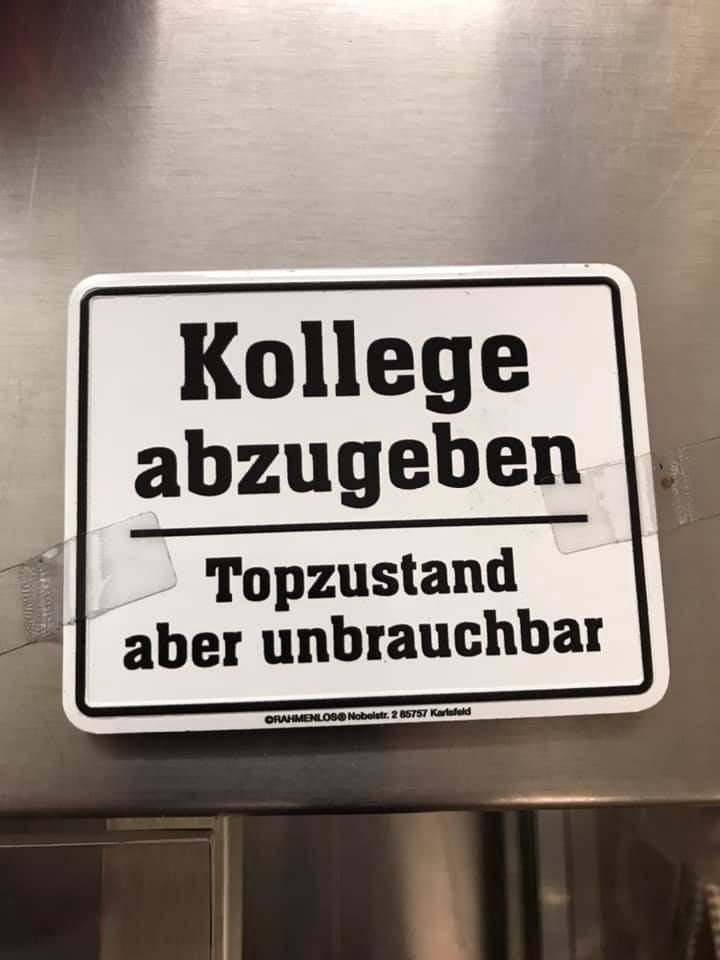 Kollege
abzugeben
Topzustand
aber unbrauchbar
©RAHMENLOS® Nobelstr. 2 85757 Karlsfeld